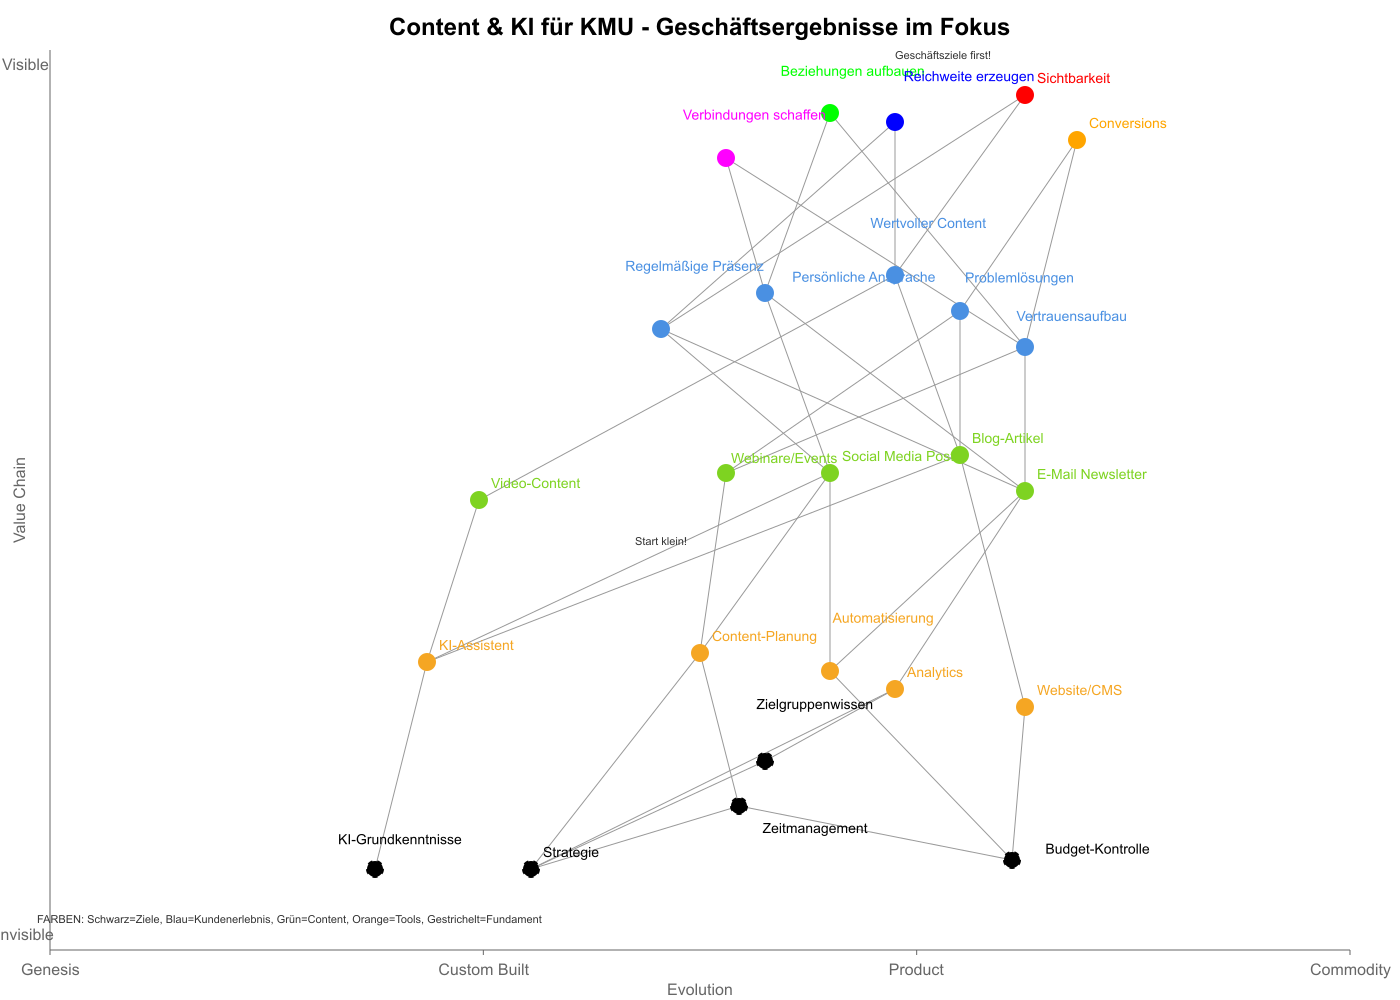 Content & KI für KMU - Geschäftsergebnisse im Fokus
Geschäftsziele first!
Visible
Beziehungen aufbauen
Reichweite erzeugen
Sichtbarkeit
Verbindungen schaffen
Conversions
Wertvoller Content
Regelmäßige Präsenz
Persönliche Ansprache
Problemlösungen
Vertrauensaufbau
Blog-Artikel
Webinare/Events
Social Media Posts
E-Mail Newsletter
Video-Content
Value Chain
Start klein!
Automatisierung
Content-Planung
KI-Assistent
Analytics
Website/CMS
Zielgruppenwissen
Zeitmanagement
KI-Grundkenntnisse
Strategie
Budget-Kontrolle
FARBEN: Schwarz=Ziele, Blau=Kundenerlebnis, Grün=Content, Orange=Tools, Gestrichelt=Fundament
nvisible
Genesis
Custom Built
Product
Commodity
Evolution